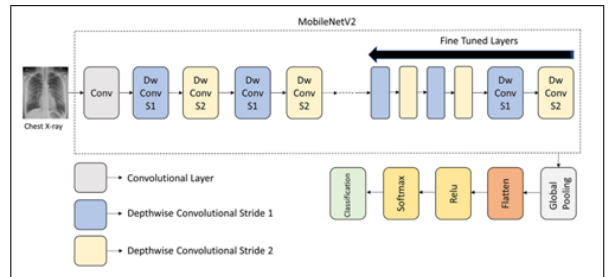 MobileNetV2
Fine Tuned Layers
Chest X-ray
Conv
Dw
Conv
S1
Dw
Conv
S2
Dw
Conv
S1
Dw
Conv
S2
Dw
Conv
S1
Dw
Conv
S2
Classification
Softmax
Relu
Flatten
Global
Pooling
Convolutional Layer
Depthwise Convolutional Stride 1
Depthwise Convolutional Stride 2